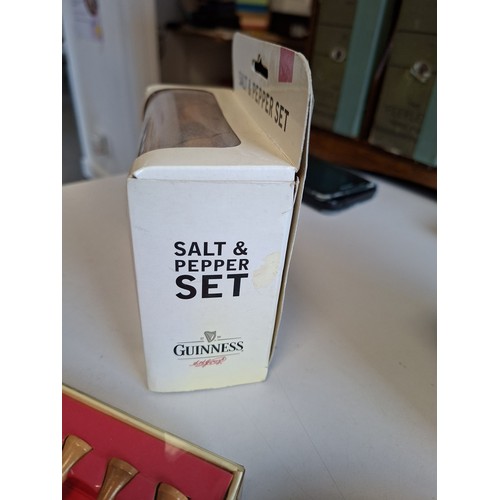 SALT & PEPPER SET
SALT &
PEPPER
SET
GUINNESS